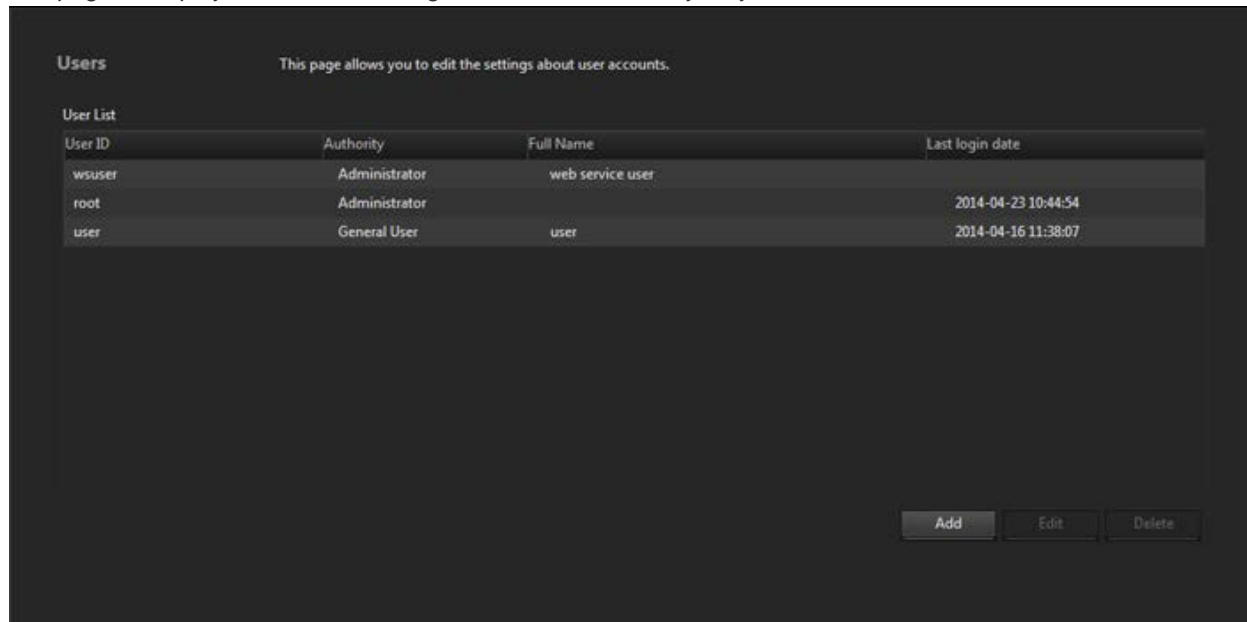 Users This page allows you to edit the settings about user accounts.
User List
User ID Authority Full Name Last login date
wsuser Administrator web service user
root Administrator 2014-04-23 10:44:54
user General User user 2014-04-16 11:38:07
Add Edit Delete